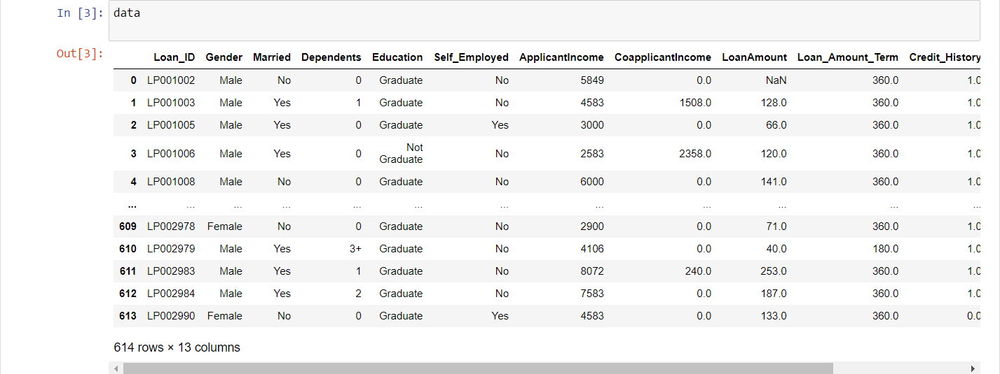 In [3]: data
Out[3]:
Loan_ID Gender Married Dependents Education Self_Employed ApplicantIncome CoapplicantIncome LoanAmount Loan_Amount_Term Credit_History
0 LP001002 Male No 0 Graduate No 5849 0.0 NaN 360.0 1.0
1 LP001003 Male Yes 1 Graduate No 4583 1508.0 128.0 360.0 1.0
2 LP001005 Male Yes 0 Graduate Yes 3000 0.0 66.0 360.0 1.0
3 LP001006 Male Yes 0 Not Graduate No 2583 2358.0 120.0 360.0 1.0
4 LP001008 Male No 0 Graduate No 6000 0.0 141.0 360.0 1.0
... ... ... ... ... ... ... ... ... ... ... ...
609 LP002978 Female No 0 Graduate No 2900 0.0 71.0 360.0 1.0
610 LP002979 Male Yes 3+ Graduate No 4106 0.0 40.0 180.0 1.0
611 LP002983 Male Yes 1 Graduate No 8072 240.0 253.0 360.0 1.0
612 LP002984 Male Yes 2 Graduate No 7583 0.0 187.0 360.0 1.0
613 LP002990 Female No 0 Graduate Yes 4583 0.0 133.0 360.0 0.0
614 rows × 13 columns